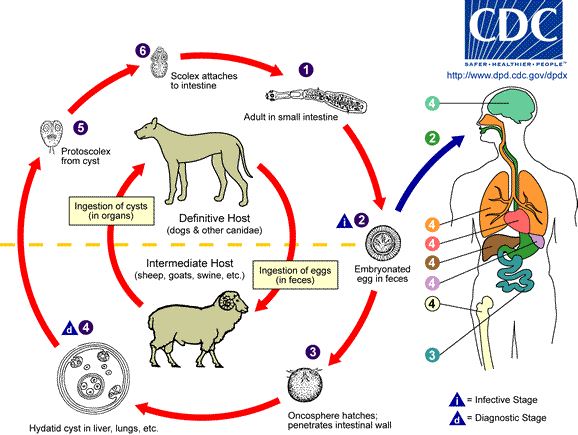 CDC
SAFER • HEALTHIER • PEOPLE™
http://www.dpd.cdc.gov/dpdx
6
Scolex attaches
to intestine
1
Adult in small intestine
5
Protoscolex
from cyst
Ingestion of cysts
(in organs)
Definitive Host
(dogs & other canidae)
i
2
Embryonated
egg in feces
Intermediate Host
(sheep, goats, swine, etc.)
Ingestion of eggs
(in feces)
d
4
Hydatid cyst in liver, lungs, etc.
3
Oncosphere hatches;
penetrates intestinal wall
4
2
4
4
4
4
4
3
i = Infective Stage
d = Diagnostic Stage